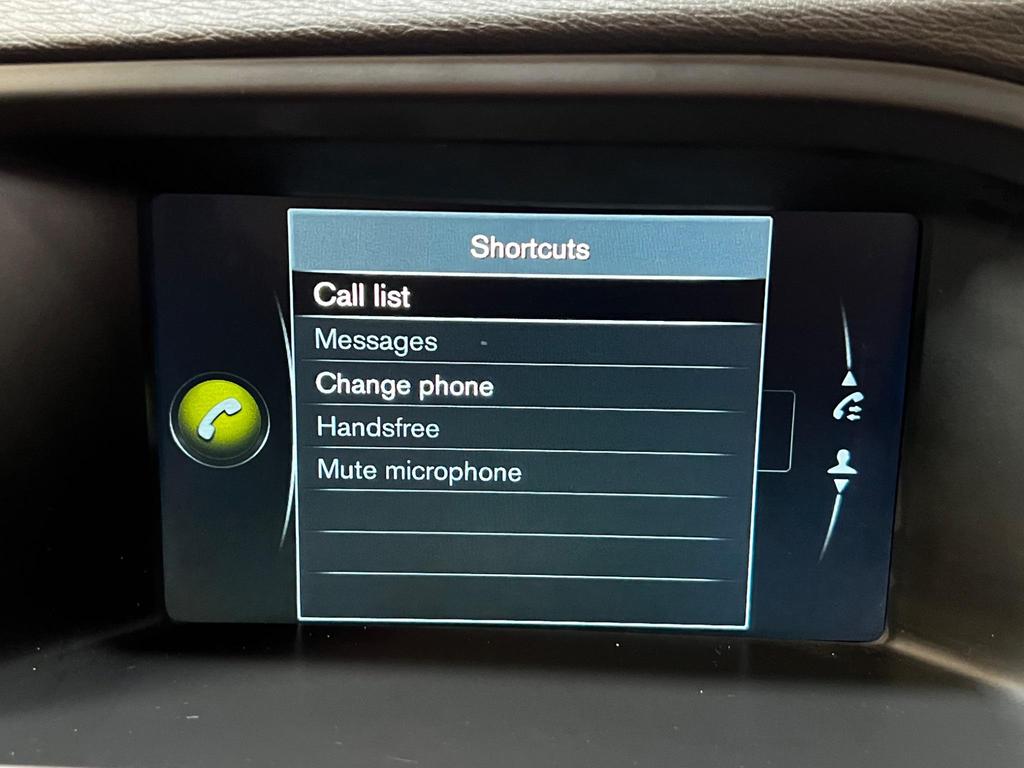 Shortcuts
Call list
Messages
Change phone
Handsfree
Mute microphone